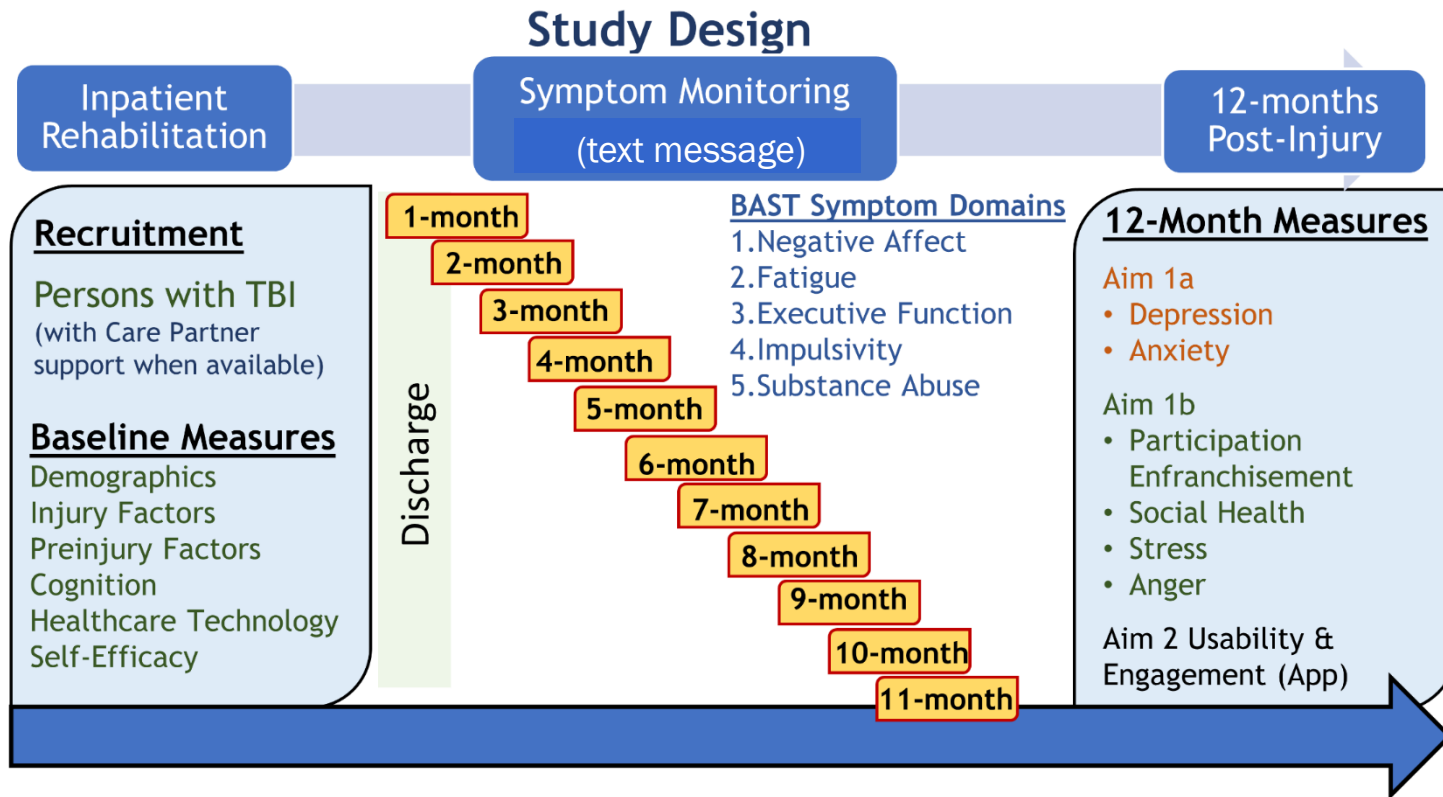 Study Design
Inpatient
Rehabilitation
Symptom Monitoring
(text message)
12-months
Post-Injury
Recruitment
Persons with TBI
(with Care Partner
support when available)
Baseline Measures
Demographics
Injury Factors
Preinjury Factors
Cognition
Healthcare Technology
Self-Efficacy
Discharge
1-month
2-month
3-month
4-month
5-month
6-month
7-month
8-month
9-month
10-month
11-month
BAST Symptom Domains
1.Negative Affect
2.Fatigue
3.Executive Function
4.Impulsivity
5.Substance Abuse
12-Month Measures
Aim 1a
• Depression
• Anxiety
Aim 1b
• Participation
Enfranchisement
• Social Health
• Stress
• Anger
Aim 2 Usability &
Engagement (App)